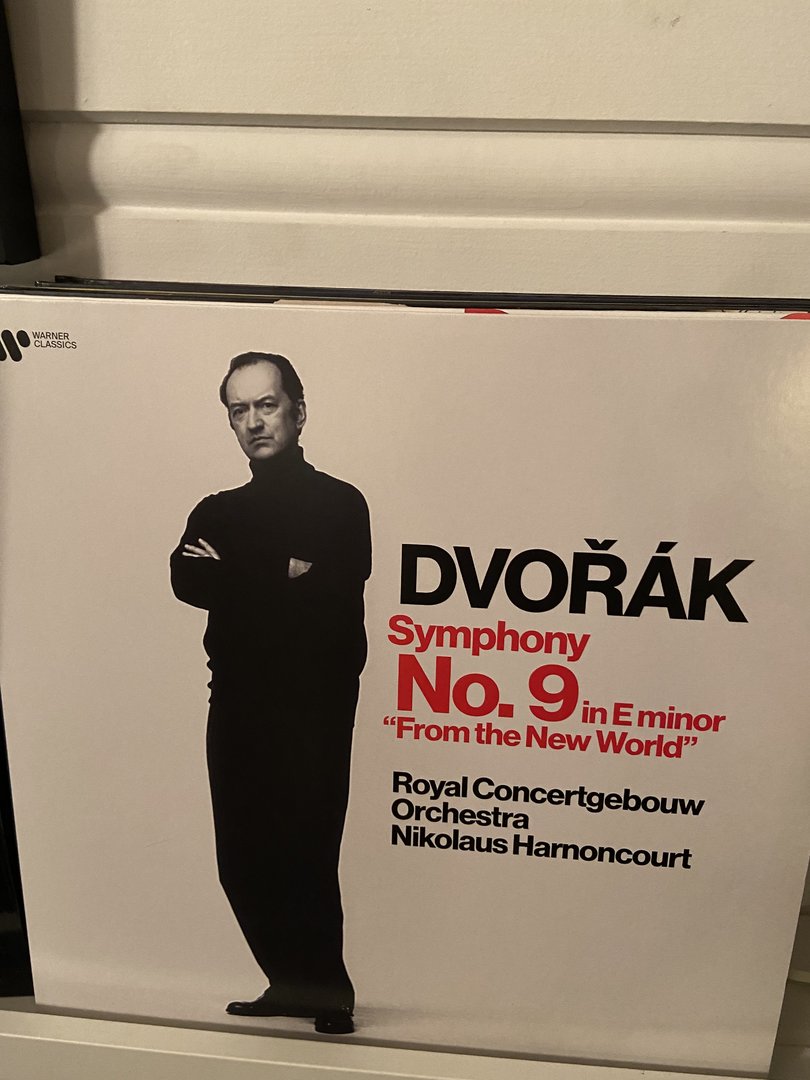 WARNER
CLASSICS
DVOŘÁK
Symphony
No. 9 in E minor
“From the New World”
Royal Concertgebouw
Orchestra
Nikolaus Harnoncourt